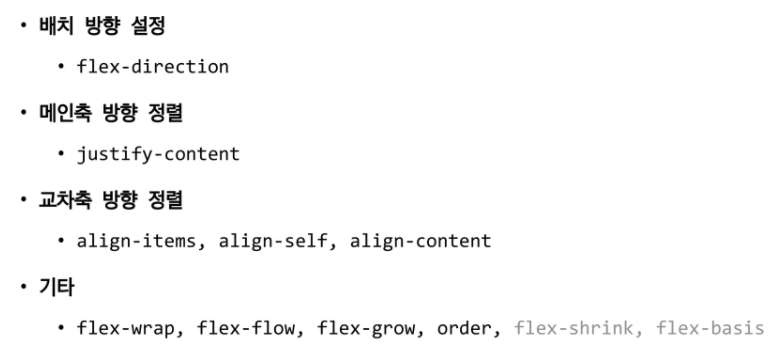 • 배치 방향 설정
• flex-direction
• 메인축 방향 정렬
• justify-content
• 교차축 방향 정렬
• align-items, align-self, align-content
• 기타
• flex-wrap, flex-flow, flex-grow, order, flex-shrink, flex-basis